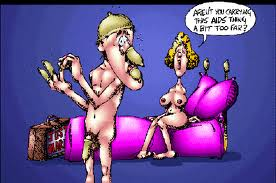 AREN'T YOU CARRYING
THIS AIDS THING
A BIT TOO FAR?